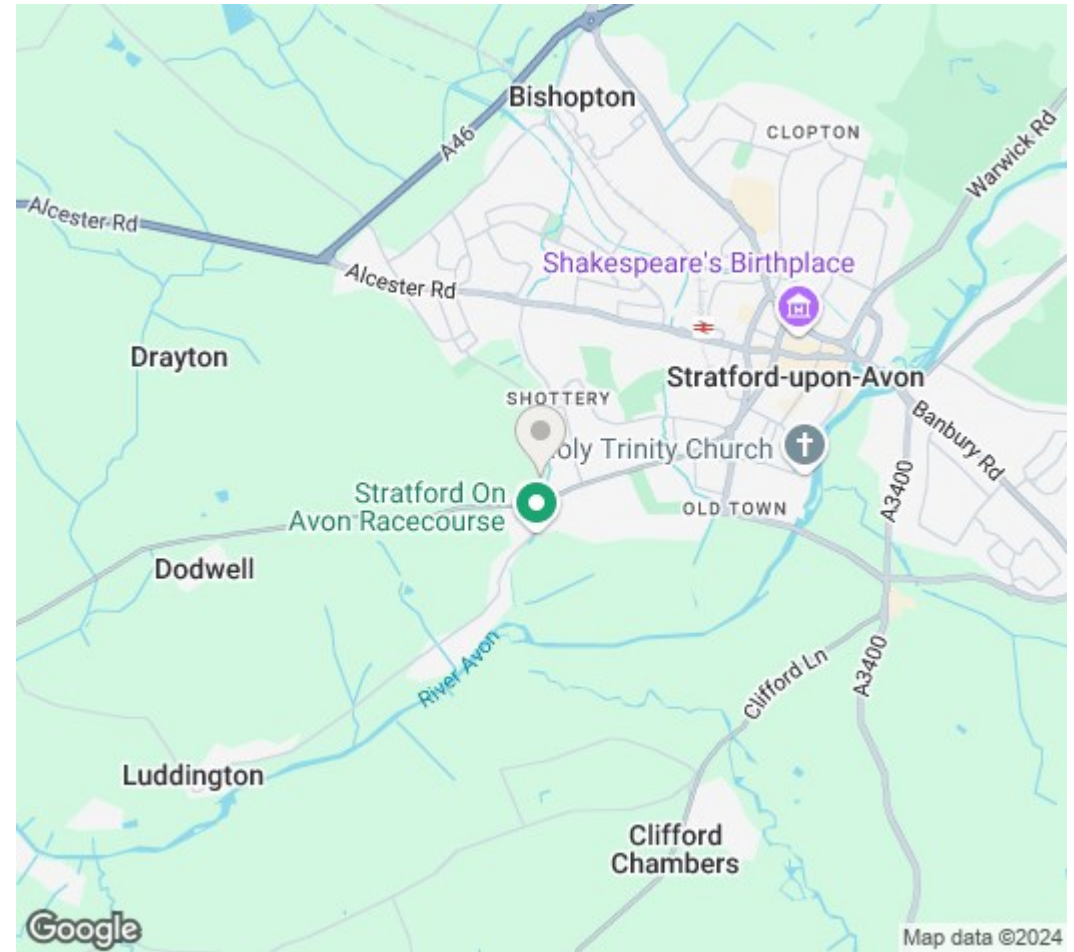 Bishopton
CLOPTON
A46
Warwick Rd
Alcester Rd
Shakespeare's Birthplace
Alcester Rd
Drayton
Stratford-upon-Avon
SHOTTERY
Banbury Rd
oly Trinity Church
Stratford On
Avon Racecourse
A3400
OLD TOWN
Dodwell
River Avon
Clifford Ln
A3400
Luddington
Clifford
Chambers
Google
Map data ©2024